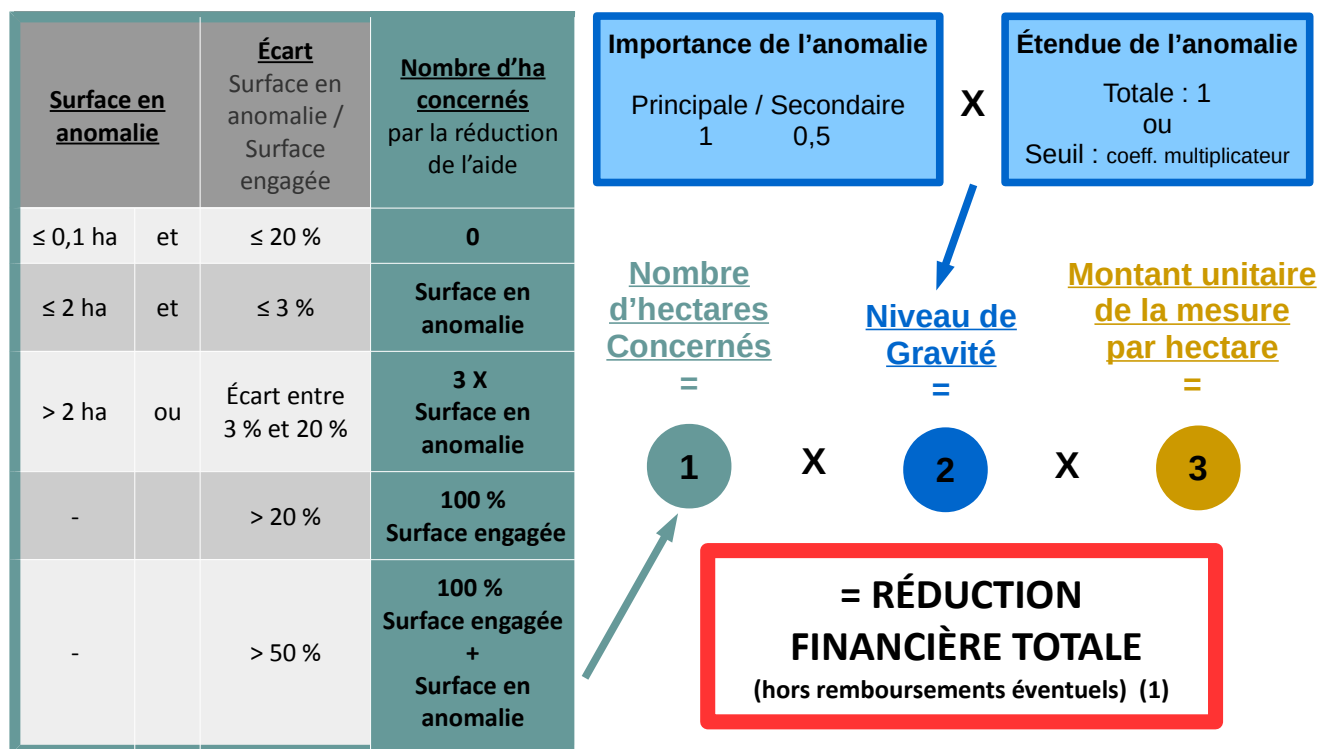 Surface en
anomalie
Écart
Surface en
anomalie /
Surface
engagée
Nombre d’ha
concernés
par la réduction
de l’aide
≤ 0,1 ha et ≤ 20 % 0
≤ 2 ha et ≤ 3 % Surface en
anomalie
> 2 ha ou Écart entre
3 % et 20 %
3 X
Surface en
anomalie
- > 20 % 100 %
Surface engagée
- > 50 % 100 %
Surface engagée
+
Surface en
anomalie
Importance de l’anomalie
Principale / Secondaire
1 0,5
X
Étendue de l’anomalie
Totale : 1
ou
Seuil : coeff. multiplicateur
Nombre
d’hectares
Concernés
=
1
X
Niveau de
Gravité
=
2
X
Montant unitaire
de la mesure
par hectare
=
3
= RÉDUCTION
FINANCIÈRE TOTALE
(hors remboursements éventuels) (1)